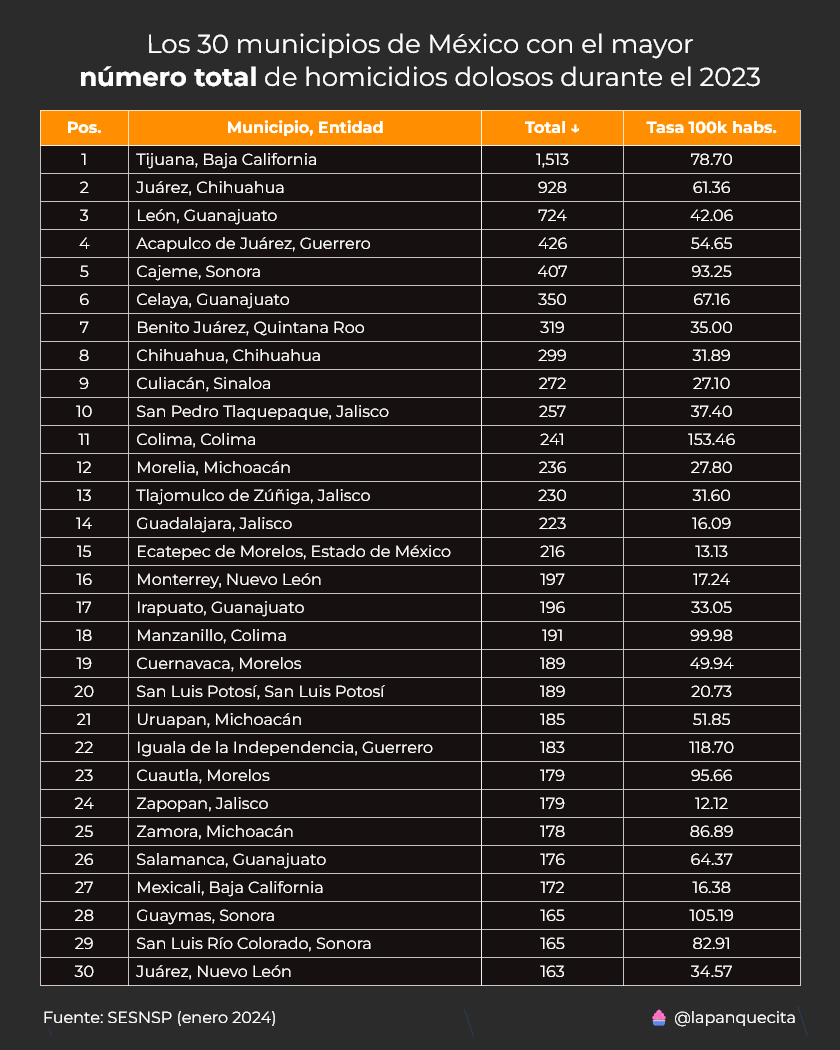 Los 30 municipios de México con el mayor
número total de homicidios dolosos durante el 2023
Pos. Municipio, Entidad Total ↓ Tasa 100k habs.
1 Tijuana, Baja California 1,513 78.70
2 Juárez, Chihuahua 928 61.36
3 León, Guanajuato 724 42.06
4 Acapulco de Juárez, Guerrero 426 54.65
5 Cajeme, Sonora 407 93.25
6 Celaya, Guanajuato 350 67.16
7 Benito Juárez, Quintana Roo 319 35.00
8 Chihuahua, Chihuahua 299 31.89
9 Culiacán, Sinaloa 272 27.10
10 San Pedro Tlaquepaque, Jalisco 257 37.40
11 Colima, Colima 241 153.46
12 Morelia, Michoacán 236 27.80
13 Tlajomulco de Zúñiga, Jalisco 230 31.60
14 Guadalajara, Jalisco 223 16.09
15 Ecatepec de Morelos, Estado de México 216 13.13
16 Monterrey, Nuevo León 197 17.24
17 Irapuato, Guanajuato 196 33.05
18 Manzanillo, Colima 191 99.98
19 Cuernavaca, Morelos 189 49.94
20 San Luis Potosí, San Luis Potosí 189 20.73
21 Uruapan, Michoacán 185 51.85
22 Iguala de la Independencia, Guerrero 183 118.70
23 Cuautla, Morelos 179 95.66
24 Zapopan, Jalisco 179 12.12
25 Zamora, Michoacán 178 86.89
26 Salamanca, Guanajuato 176 64.37
27 Mexicali, Baja California 172 16.38
28 Guaymas, Sonora 165 105.19
29 San Luis Río Colorado, Sonora 165 82.91
30 Juárez, Nuevo León 163 34.57
Fuente: SESNSP (enero 2024) @lapanquecita